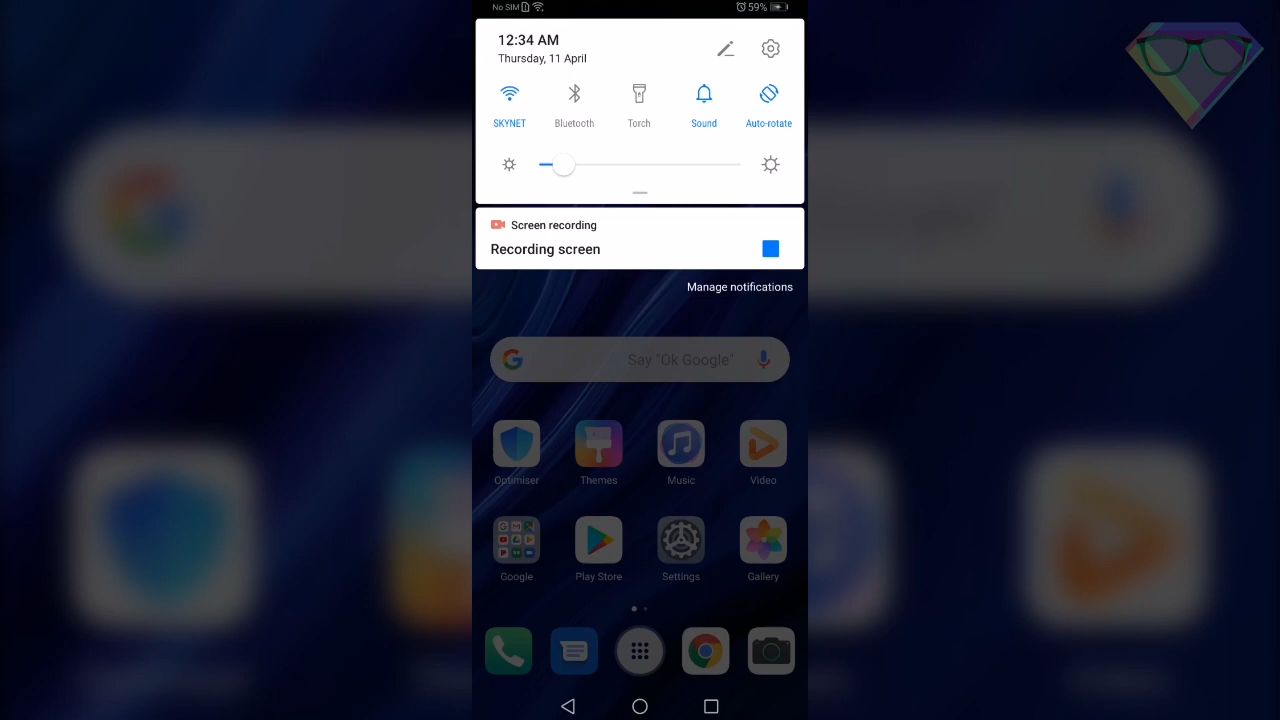 No SIM
59%
12:34 AM
Thursday, 11 April
SKYNET
Bluetooth
Torch
Sound
Auto-rotate
Screen recording
Recording screen
Manage notifications
Say "Ok Google"
Optimiser
Themes
Music
Video
Google
Play Store
Settings
Gallery